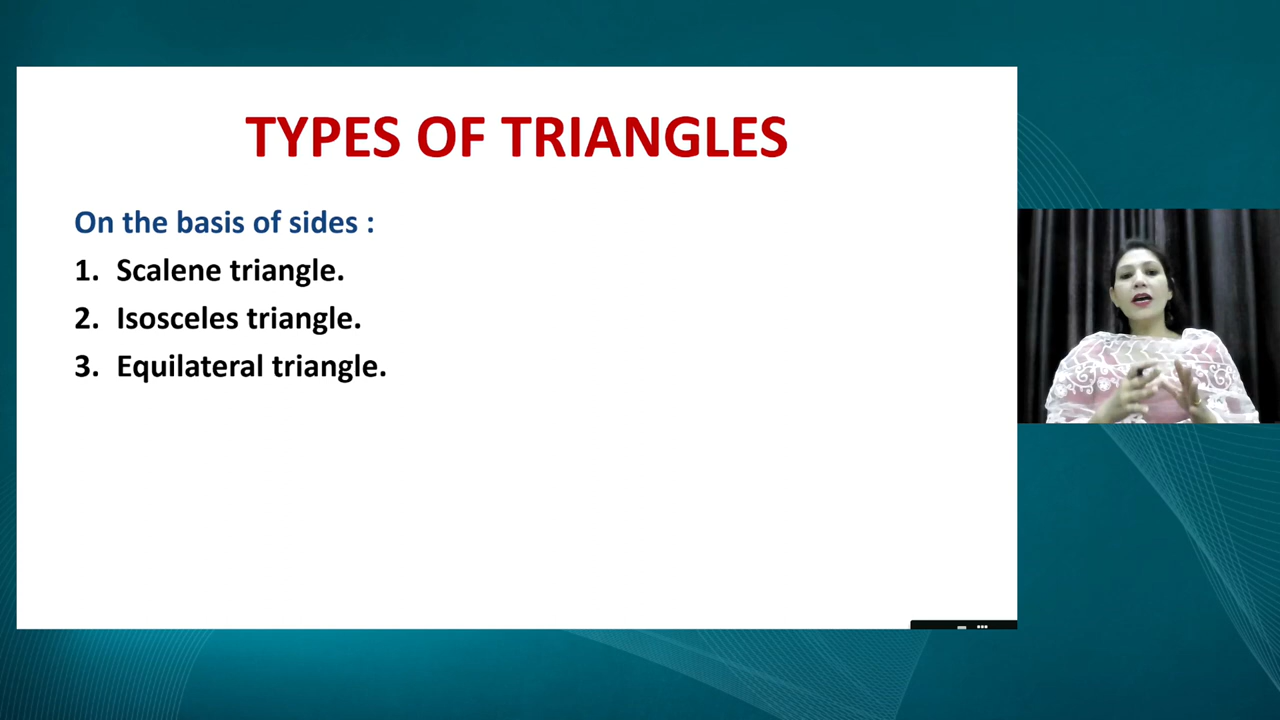 TYPES OF TRIANGLES
On the basis of sides :
1. Scalene triangle.
2. Isosceles triangle.
3. Equilateral triangle.